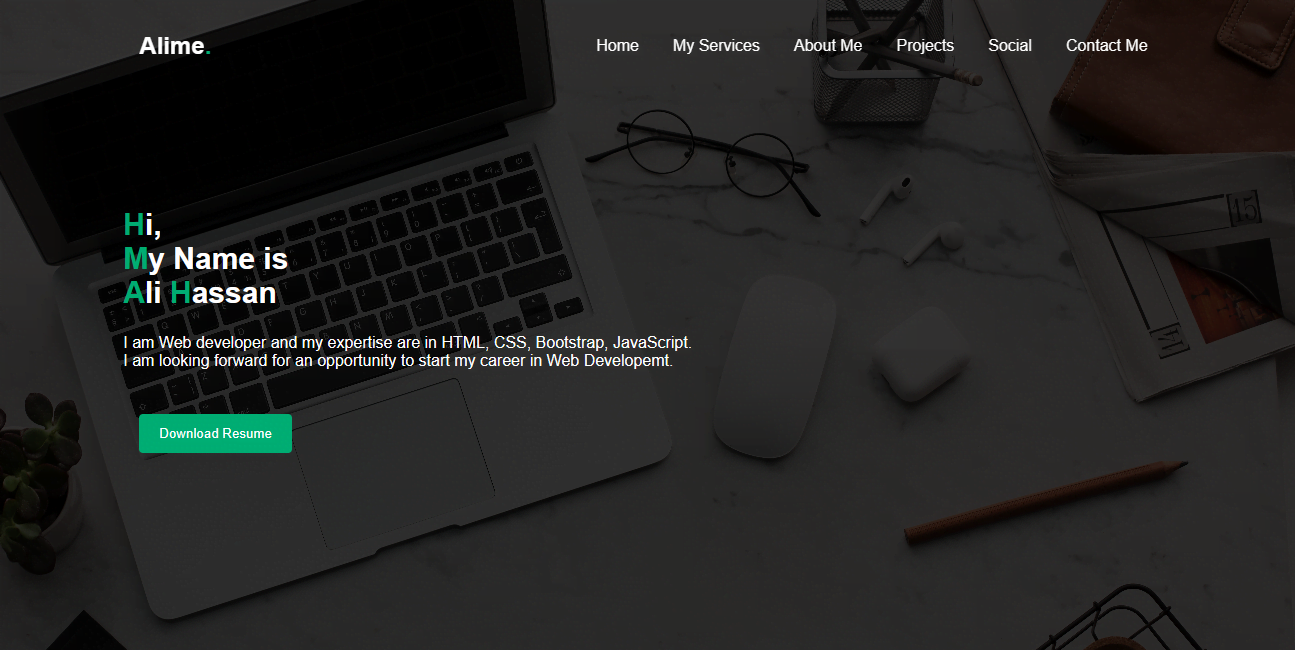 Alime.
Home My Services About Me Projects Social Contact Me
Hi,
My Name is
Ali Hassan
I am Web developer and my expertise are in HTML, CSS, Bootstrap, JavaScript.
I am looking forward for an opportunity to start my career in Web Developemt.
Download Resume
15